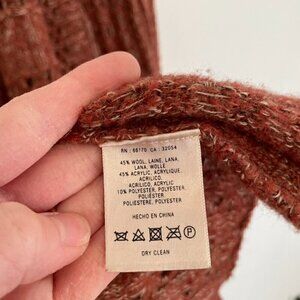 RN: 66170 CA: 32054
45% WOOL, LAINE, LANA,
LANA, WOLLE
45% ACRYLIC, ACRYLIQUE,
ACRILICO,
ACRILICO, ACRYLIC
10% POLYESTER, POLYESTER,
POLIÉSTER,
POLIESTERE, POLYESTER
HECHO EN CHINA
DRY CLEAN